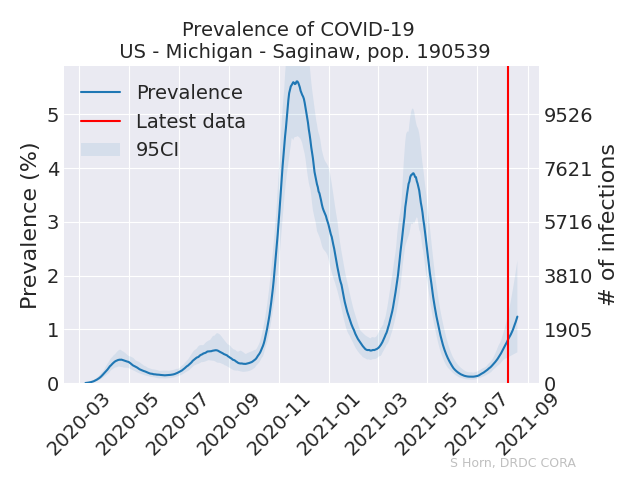 Prevalence of COVID-19
US - Michigan - Saginaw, pop. 190539
Prevalence
Latest data
95CI
Prevalence (%)
5
4
3
2
1
0
9526
7621
5716
3810
1905
0
# of infections
2020-03
2020-05
2020-07
2020-09
2020-11
2021-01
2021-03
2021-05
2021-07
2021-09
S Horn, DRDC CORA